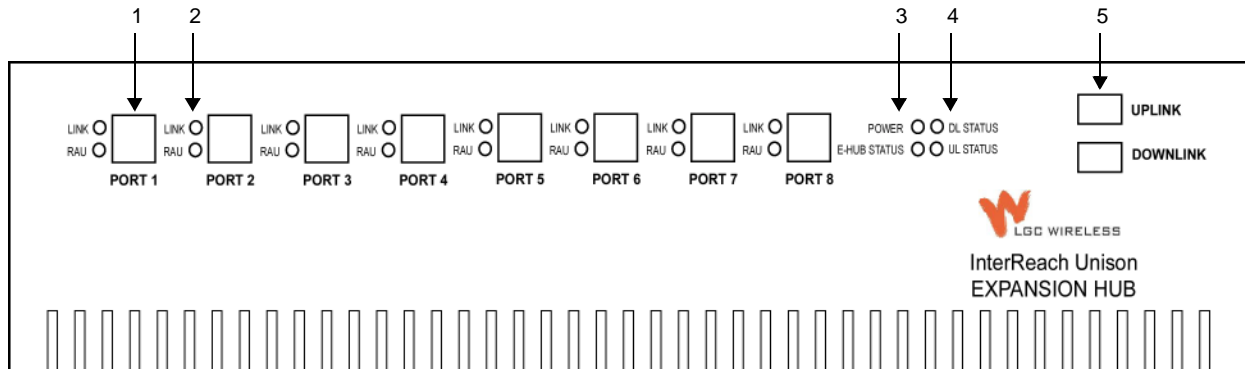 1 2 3 4 5
LINK LINK LINK LINK LINK LINK LINK LINK POWER DL STATUS UPLINK
RAU RAU RAU RAU RAU RAU RAU RAU E-HUB STATUS UL STATUS DOWNLINK
PORT 1 PORT 2 PORT 3 PORT 4 PORT 5 PORT 6 PORT 7 PORT 8
LGC WIRELESS
InterReach Unison
EXPANSION HUB